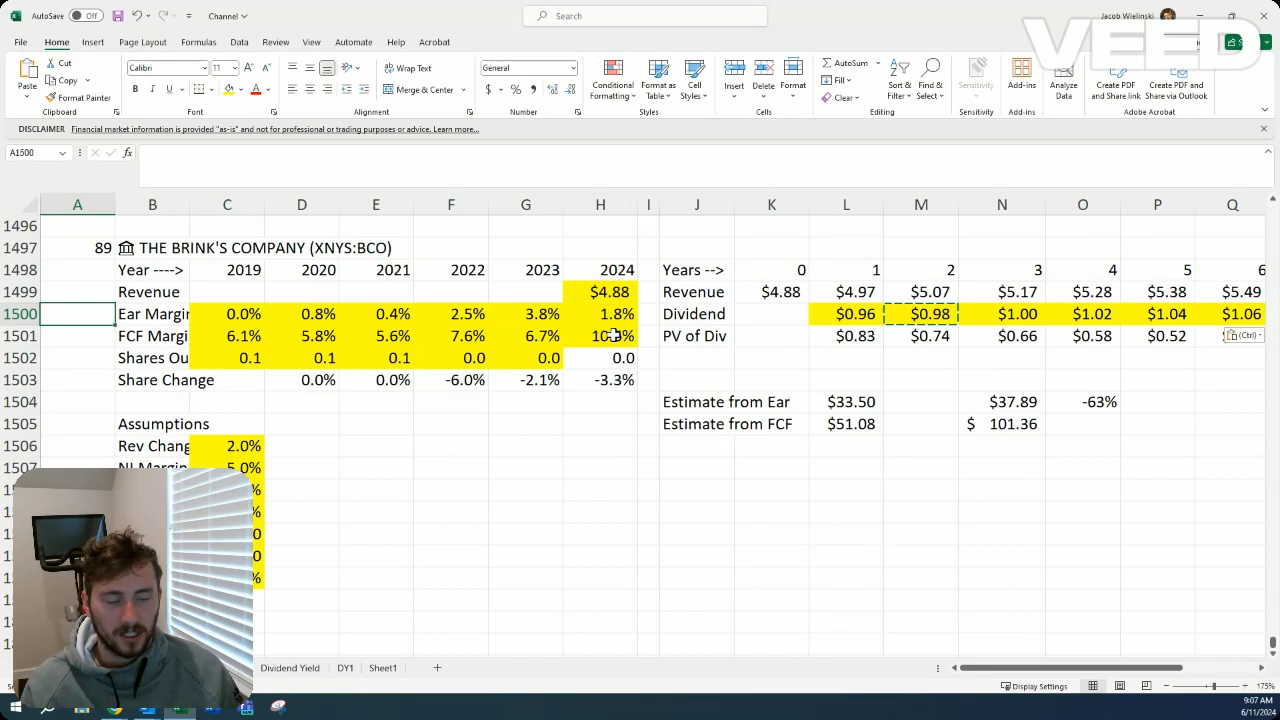 AutoSave Off Channel Search Jacob Wielinski
VEED
File Home Insert Page Layout Formulas Data Review View Automate Help Acrobat
Paste Cut Copy Format Painter Clipboard
Calibri 11 B I U Font
Wrap Text Merge & Center Alignment
General $ % Number
Conditional Formatting Format as Table Cell Styles Styles
Insert Delete Format Cells
AutoSum Fill Clear Sort & Filter Find & Select Editing
Sensitivity Sensitivity
Add-ins Add-ins
Analyze Data
Create PDF and Share link Create PDF and Share via Outlook Adobe Acrobat
DISCLAIMER Financial market information is provided "as-is" and not for professional or trading purposes or advice. Learn more...
A1500 fx
A B C D E F G H I J K L M N O P Q
1496
1497 89 THE BRINK'S COMPANY (XNYS:BCO)
1498 Year ----> 2019 2020 2021 2022 2023 2024 Years --> 0 1 2 3 4 5 6
1499 Revenue $4.88 Revenue $4.88 $4.97 $5.07 $5.17 $5.28 $5.38 $5.49
1500 Ear Margin 0.0% 0.8% 0.4% 2.5% 3.8% 1.8% Dividend $0.96 $0.98 $1.00 $1.02 $1.04 $1.06
1501 FCF Margi 6.1% 5.8% 5.6% 7.6% 6.7% PV of Div $0.83 $0.74 $0.66 $0.58 $0.52 (Ctrl)
1502 Shares Ou 0.1 0.1 0.1 0.0 0.0 0.0
1503 Share Change 0.0% 0.0% -6.0% -2.1% -3.3%
1504 Estimate from Ear $33.50 $37.89 -63%
1505 Assumptions Estimate from FCF $51.08 $ 101.36
1506 Rev Chang 2.0%
1507 NI Margin 5.0%
Dividend Yield DY1 Sheet1 +
Display Settings 175%
9:07 AM
6/11/2024